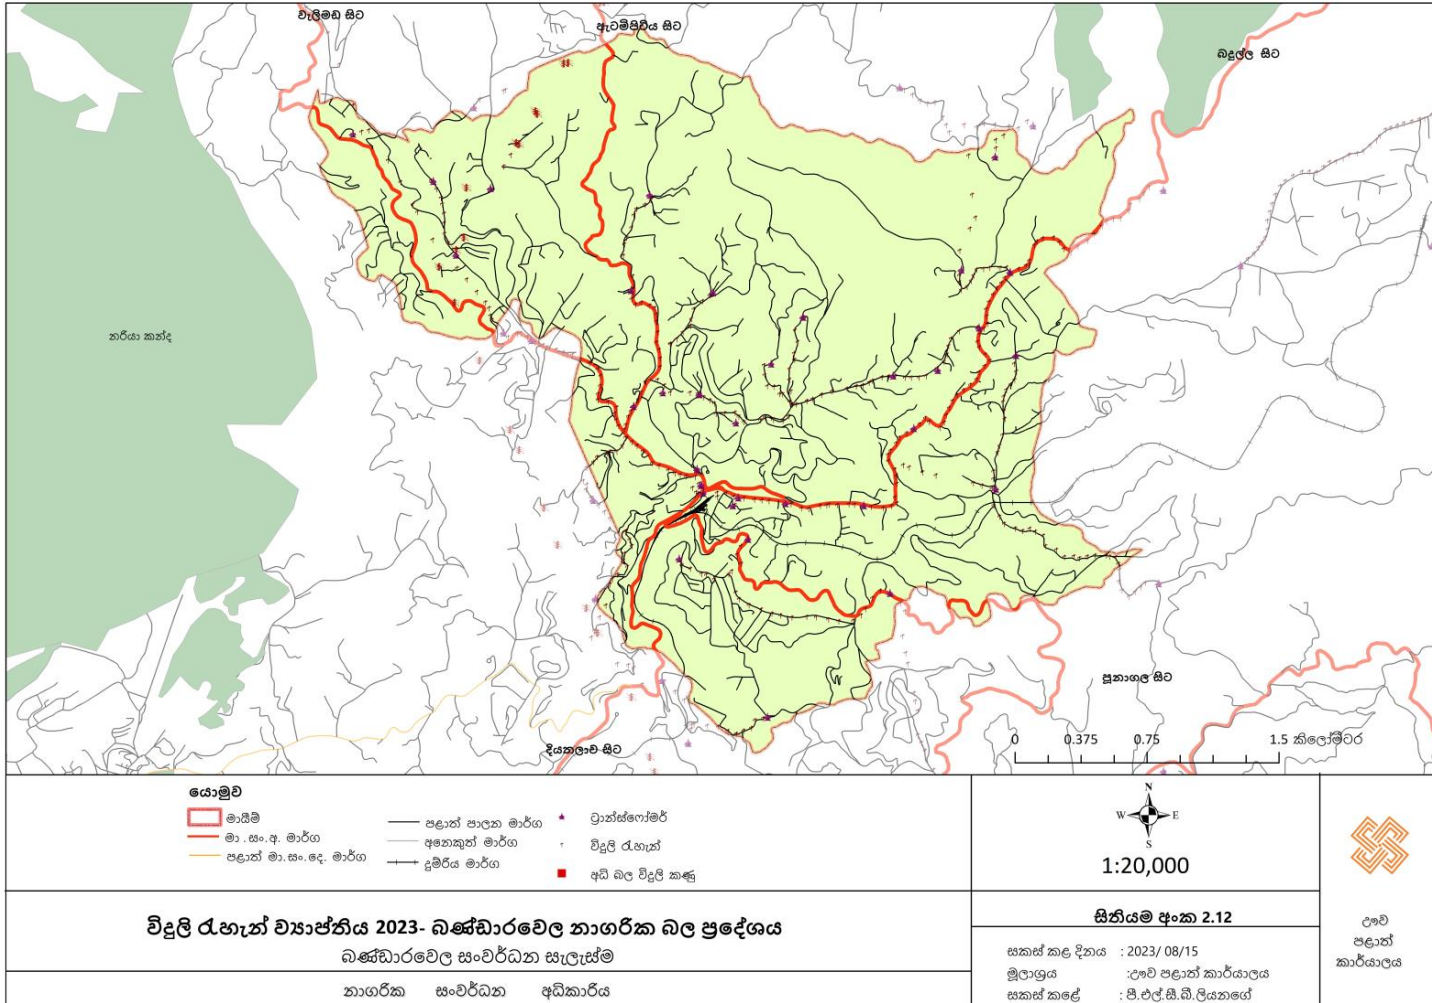 වැලිමඩ සිට
ඇටම්පිටිය සිට
බදුල්ල සිට
නරියා කන්ද
පූනාගල සිට
දියතලාව සිට
0 0.375 0.75 1.5 කිලෝමීටර
යොමුව
මායිම්
මා .සං.අ. මාර්ග
පළාත් මා.සං.දෙ. මාර්ග
පළාත් පාලන මාර්ග
අනෙකුත් මාර්ග
දුම්රිය මාර්ග
ට්‍රාන්ස්ෆෝමර්
විදුලි රැහැන්
අධි බල විදුලි කණු
N
W E
S
1:20,000
විදුලි රැහැන් ව්‍යාප්තිය 2023- බණ්ඩාරවෙල නාගරික බල ප්‍රදේශය
බණ්ඩාරවෙල සංවර්ධන සැලැස්ම
නාගරික සංවර්ධන අධිකාරිය
සිතියම අංක 2.12
සකස් කළ දිනය : 2023/ 08/15
මූලාශ්‍රය :ඌව පළාත් කාර්යාලය
සකස් කළේ : පී.එල්.සී.බී.ලියනගේ
ඌව
පළාත්
කාර්යාලය